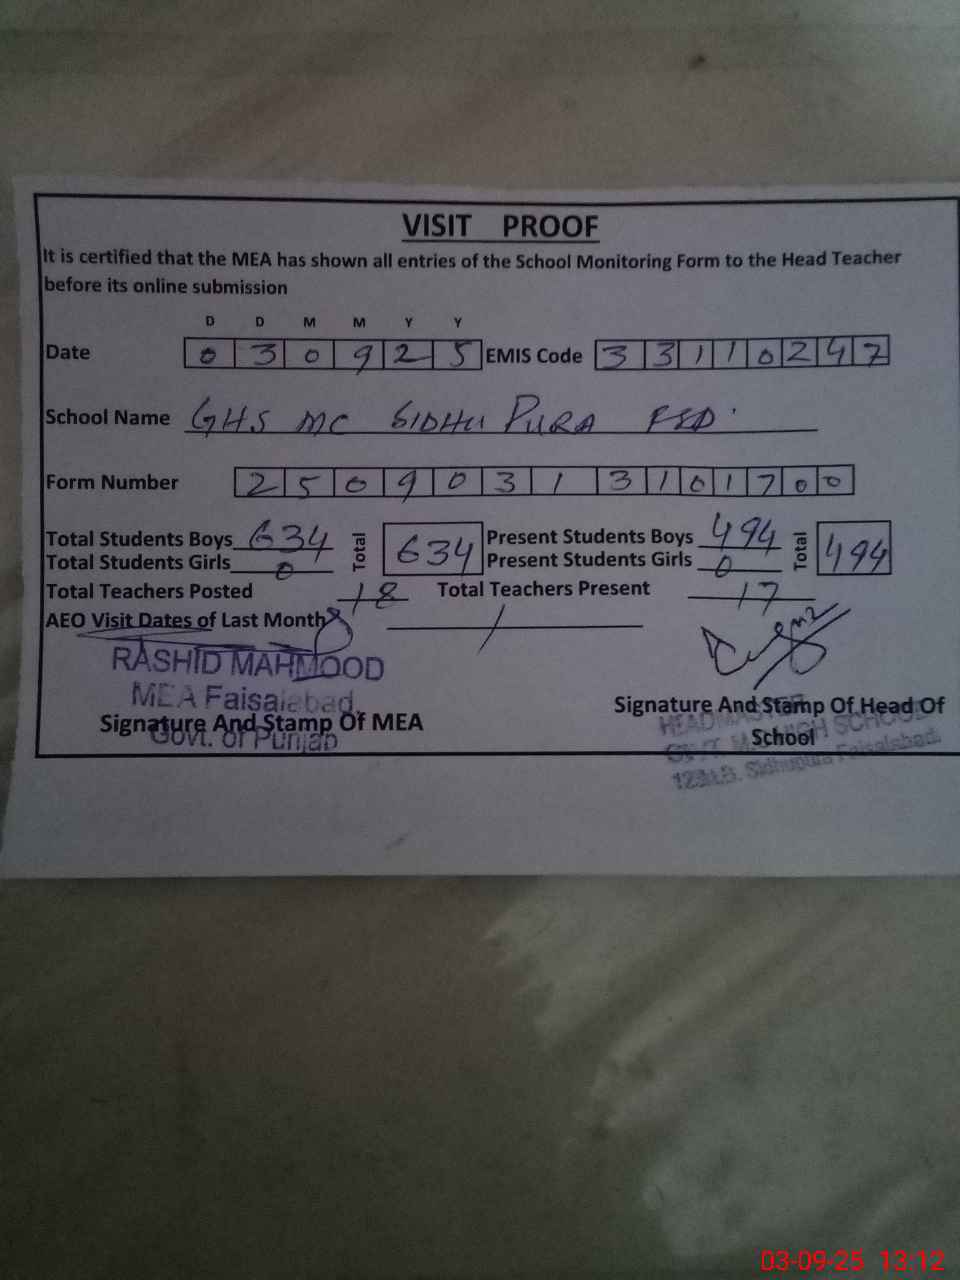 VISIT PROOF
It is certified that the MEA has shown all entries of the School Monitoring Form to the Head Teacher
before its online submission
D D M M Y Y
Date 0 3 0 9 2 5 EMIS Code 3 3 1 1 0 2 4 7
School Name GHS MC SIDHU PURA FSD
Form Number 2 5 0 9 0 3 1 3 1 0 1 7 0 0
Total Students Boys 634 Total 634 Present Students Boys 494 Total 494
Total Students Girls 0 Present Students Girls 0
Total Teachers Posted 18 Total Teachers Present 17
AEO Visit Dates of Last Month /
RASHID MAHMOOD
MEA Faisalabad
Signature And Stamp Of MEA
Govt. of Punjab
Signature And Stamp Of Head Of
School
HEADMASTER
GOVT. M.C HIGH SCHOOL
Sidhupura Faisalabad.
03-09-25 13:12